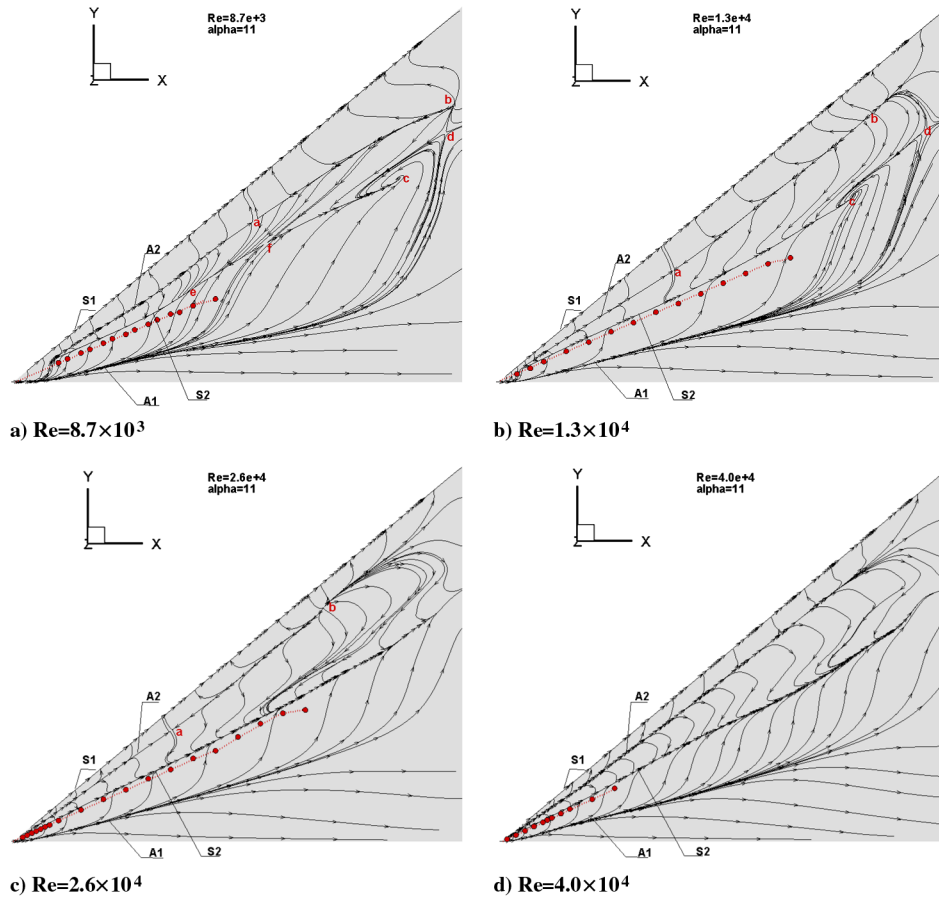 Re=8.7e+3
alpha=11
Y
Z
X
b
d
c
a
f
e
A2
S1
A1
S2
a) Re=8.7×10³
Re=1.3e+4
alpha=11
Y
Z
X
b
d
c
a
A2
S1
A1
S2
b) Re=1.3×10⁴
Re=2.6e+4
alpha=11
Y
Z
X
b
a
A2
S1
A1
S2
c) Re=2.6×10⁴
Re=4.0e+4
alpha=11
Y
Z
X
A2
S1
A1
S2
d) Re=4.0×10⁴